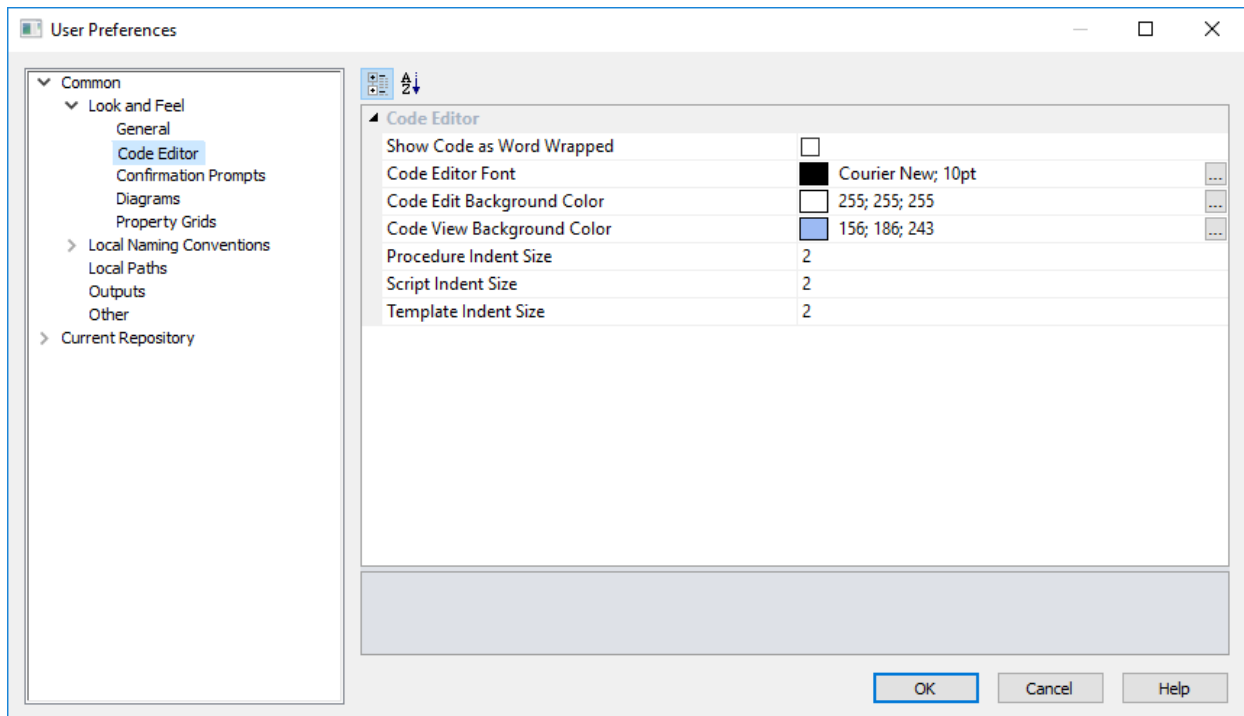 User Preferences
Common
Look and Feel
General
Code Editor
Confirmation Prompts
Diagrams
Property Grids
Local Naming Conventions
Local Paths
Outputs
Other
Current Repository
A
Z
Code Editor
Show Code as Word Wrapped
Code Editor Font Courier New; 10pt ...
Code Edit Background Color 255; 255; 255 ...
Code View Background Color 156; 186; 243 ...
Procedure Indent Size 2
Script Indent Size 2
Template Indent Size 2
OK Cancel Help